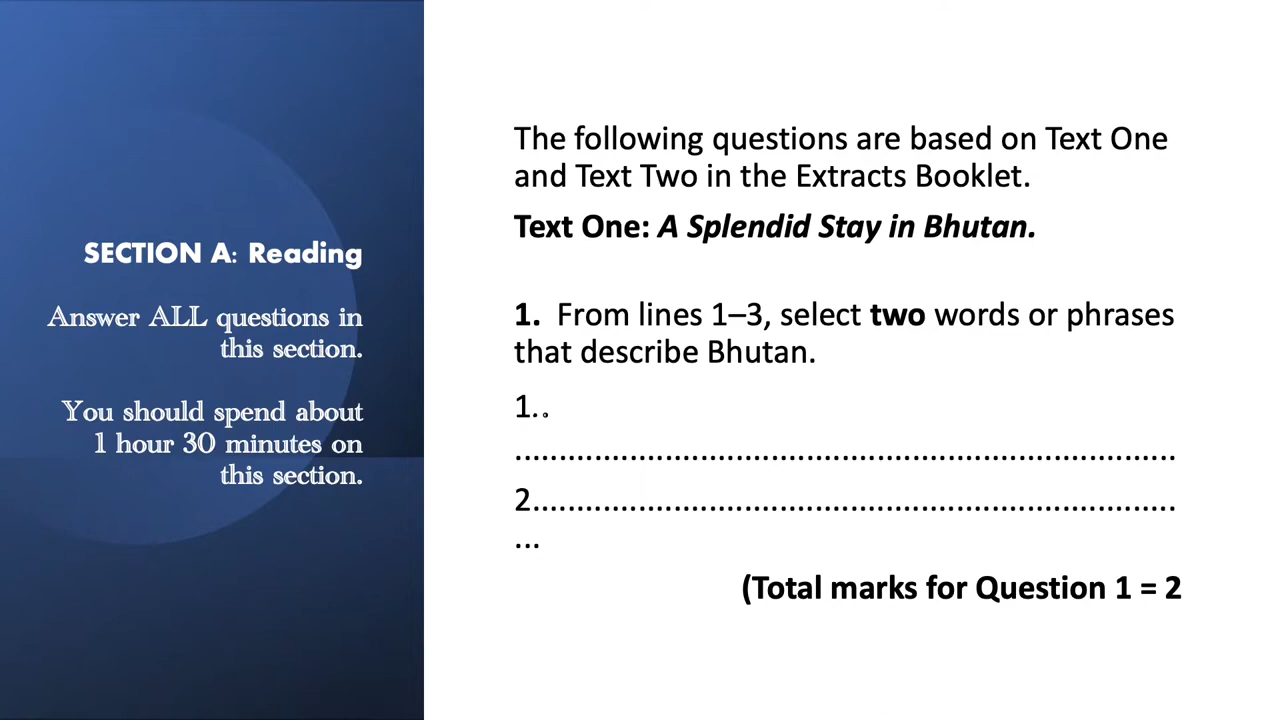 SECTION A: Reading
Answer ALL questions in
this section.
You should spend about
1 hour 30 minutes on
this section.
The following questions are based on Text One
and Text Two in the Extracts Booklet.
Text One: A Splendid Stay in Bhutan.
1. From lines 1–3, select two words or phrases
that describe Bhutan.
1. .
...........................................................................
2.........................................................................
...
(Total marks for Question 1 = 2